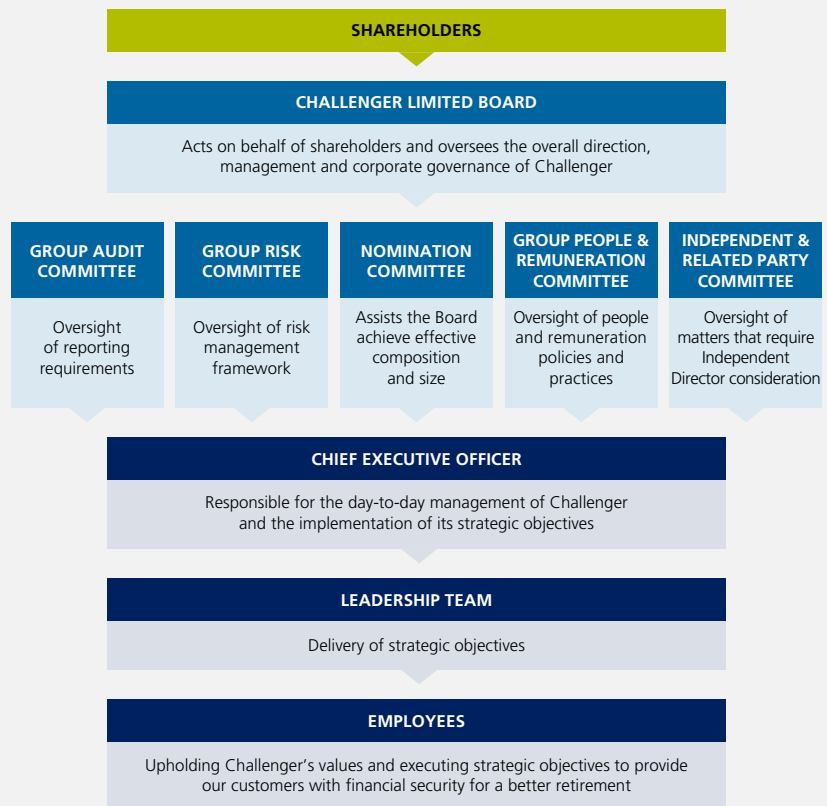 SHAREHOLDERS
CHALLENGER LIMITED BOARD
Acts on behalf of shareholders and oversees the overall direction,
management and corporate governance of Challenger
GROUP AUDIT
COMMITTEE
Oversight
of reporting
requirements
GROUP RISK
COMMITTEE
Oversight of risk
management
framework
NOMINATION
COMMITTEE
Assists the Board
achieve effective
composition
and size
GROUP PEOPLE &
REMUNERATION
COMMITTEE
Oversight of people
and remuneration
policies and
practices
INDEPENDENT &
RELATED PARTY
COMMITTEE
Oversight of
matters that require
Independent
Director consideration
CHIEF EXECUTIVE OFFICER
Responsible for the day-to-day management of Challenger
and the implementation of its strategic objectives
LEADERSHIP TEAM
Delivery of strategic objectives
EMPLOYEES
Upholding Challenger's values and executing strategic objectives to provide
our customers with financial security for a better retirement